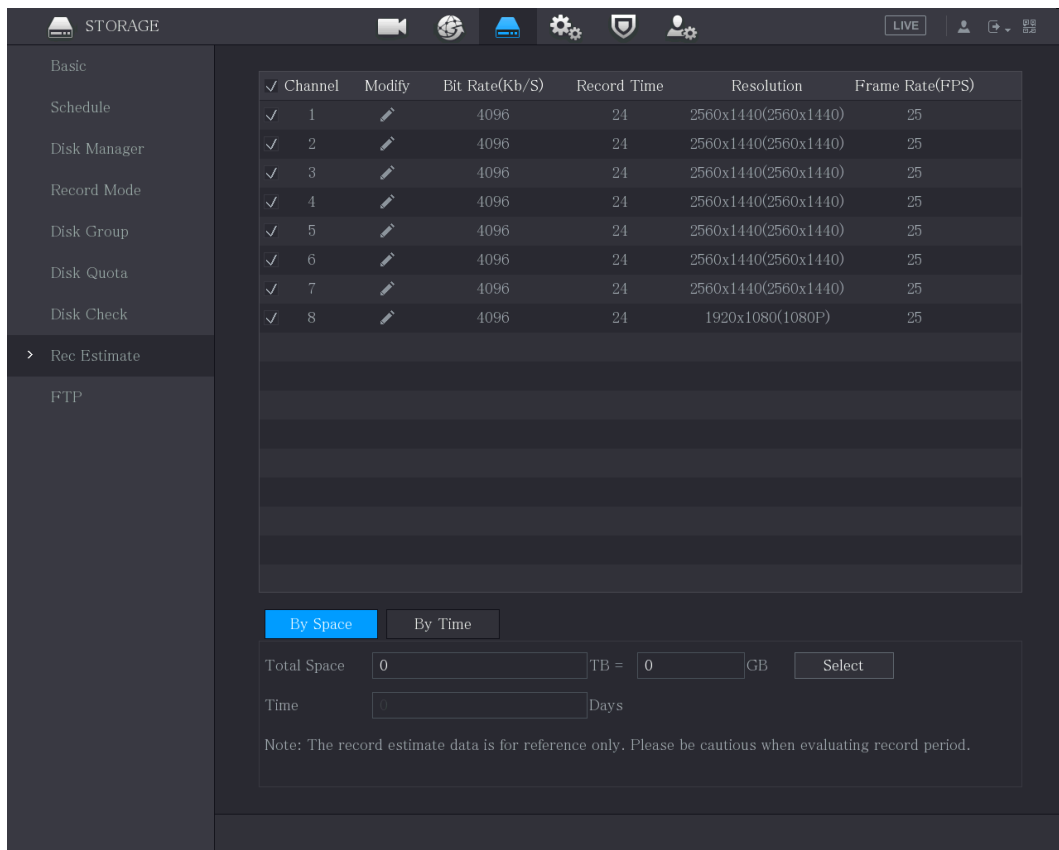 STORAGE LIVE
Basic
Schedule
Disk Manager
Record Mode
Disk Group
Disk Quota
Disk Check
Rec Estimate
FTP
Channel Modify Bit Rate(Kb/S) Record Time Resolution Frame Rate(FPS)
1 4096 24 2560x1440(2560x1440) 25
2 4096 24 2560x1440(2560x1440) 25
3 4096 24 2560x1440(2560x1440) 25
4 4096 24 2560x1440(2560x1440) 25
5 4096 24 2560x1440(2560x1440) 25
6 4096 24 2560x1440(2560x1440) 25
7 4096 24 2560x1440(2560x1440) 25
8 4096 24 1920x1080(1080P) 25
By Space By Time
Total Space 0 TB = 0 GB Select
Time 0 Days
Note: The record estimate data is for reference only. Please be cautious when evaluating record period.